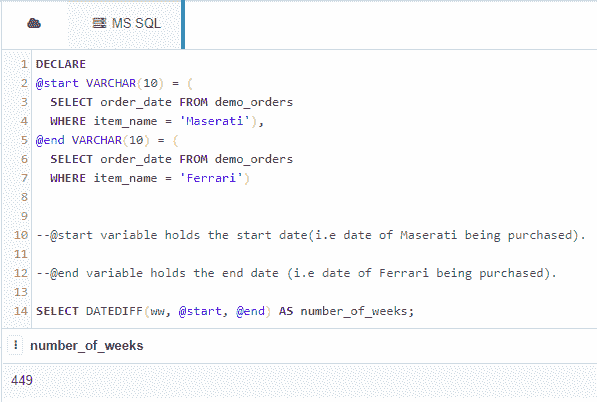 MS SQL
1 DECLARE
2 @start VARCHAR(10) = (
3 SELECT order_date FROM demo_orders
4 WHERE item_name = 'Maserati'),
5 @end VARCHAR(10) = (
6 SELECT order_date FROM demo_orders
7 WHERE item_name = 'Ferrari')
8
9
10 --@start variable holds the start date(i.e date of Maserati being purchased).
11
12 --@end variable holds the end date (i.e date of Ferrari being purchased).
13
14 SELECT DATEDIFF(ww, @start, @end) AS number_of_weeks;
number_of_weeks
449